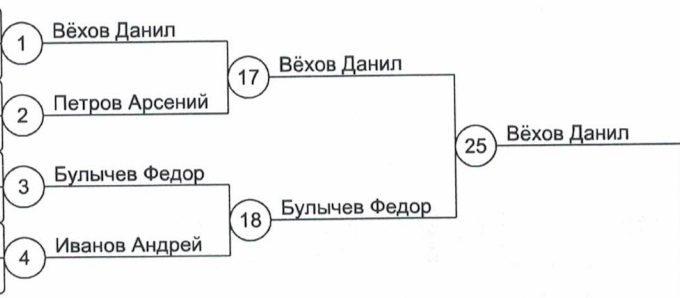 1 Вёхов Данил
17 Вёхов Данил
2 Петров Арсений
25 Вёхов Данил
3 Булычев Федор
18 Булычев Федор
4 Иванов Андрей